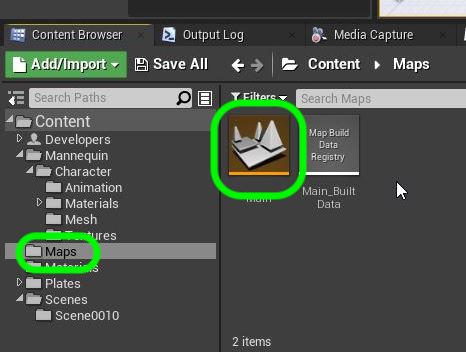 Content Browser
Output Log
Media Capture
Add/Import
Save All
Content
Maps
Search Paths
Filters
Search Maps
Content
Developers
Mannequin
Character
Animation
Materials
Mesh
Textures
Maps
Materials
Plates
Scenes
Scene0010
Map Build
Data
Registry
Main
Main_Built
Data
2 items